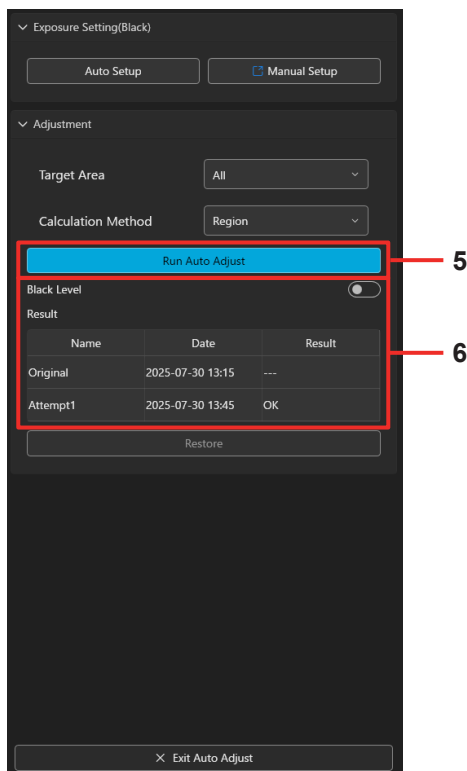 Exposure Setting(Black)
Auto Setup Manual Setup
Adjustment
Target Area All
Calculation Method Region
Run Auto Adjust 5
Black Level
Result
Name Date Result 6
Original 2025-07-30 13:15 ---
Attempt1 2025-07-30 13:45 OK
Restore
Exit Auto Adjust